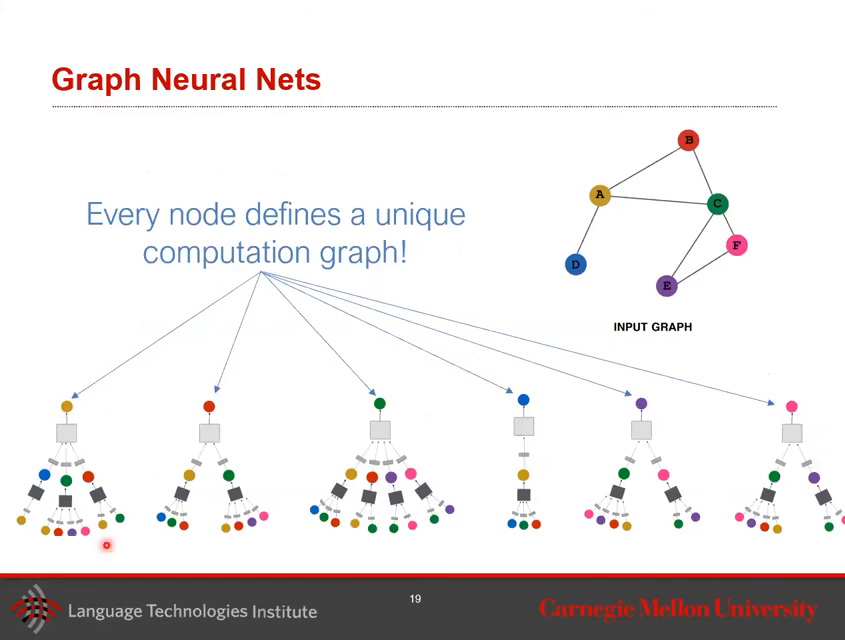 Graph Neural Nets
Every node defines a unique
computation graph!
B
A
C
F
D
E
INPUT GRAPH
Language Technologies Institute
19
Carnegie Mellon University